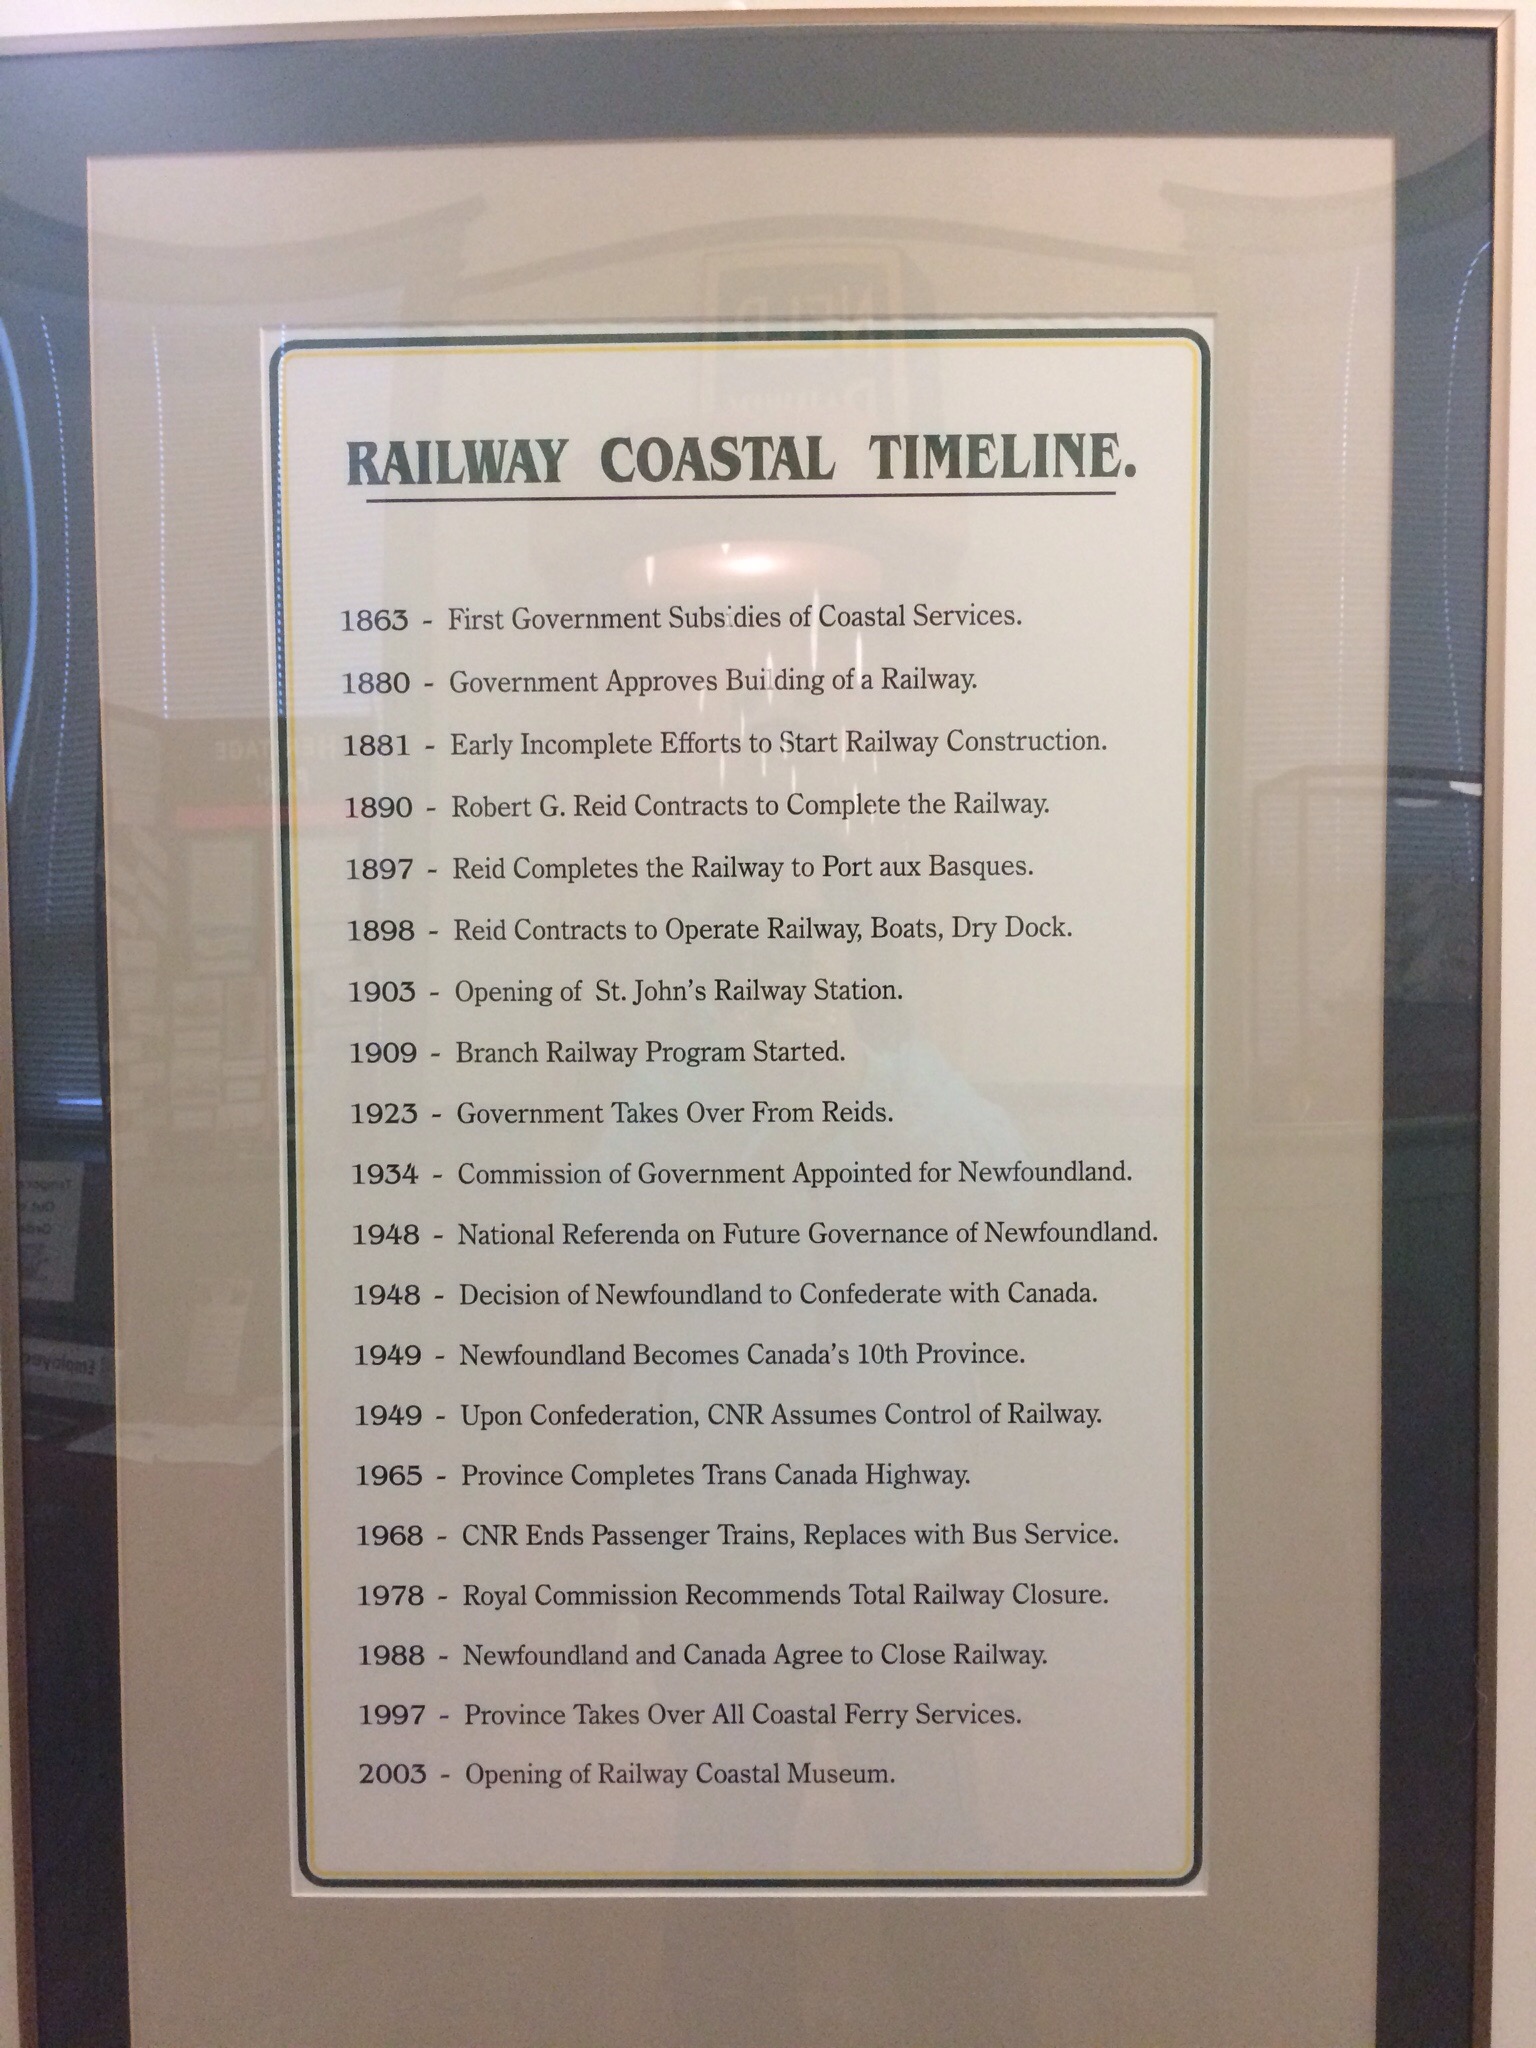 RAILWAY COASTAL TIMELINE.
1863 - First Government Subsidies of Coastal Services.
1880 - Government Approves Building of a Railway.
1881 - Early Incomplete Efforts to Start Railway Construction.
1890 - Robert G. Reid Contracts to Complete the Railway.
1897 - Reid Completes the Railway to Port aux Basques.
1898 - Reid Contracts to Operate Railway, Boats, Dry Dock.
1903 - Opening of St. John's Railway Station.
1909 - Branch Railway Program Started.
1923 - Government Takes Over From Reids.
1934 - Commission of Government Appointed for Newfoundland.
1948 - National Referenda on Future Governance of Newfoundland.
1948 - Decision of Newfoundland to Confederate with Canada.
1949 - Newfoundland Becomes Canada's 10th Province.
1949 - Upon Confederation, CNR Assumes Control of Railway.
1965 - Province Completes Trans Canada Highway.
1968 - CNR Ends Passenger Trains, Replaces with Bus Service.
1978 - Royal Commission Recommends Total Railway Closure.
1988 - Newfoundland and Canada Agree to Close Railway.
1997 - Province Takes Over All Coastal Ferry Services.
2003 - Opening of Railway Coastal Museum.